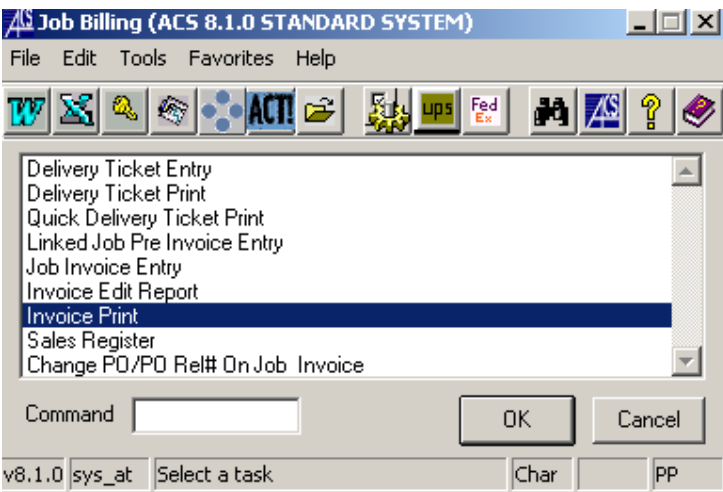 ACS Job Billing (ACS 8.1.0 STANDARD SYSTEM)
File Edit Tools Favorites Help
W X ACT! ups Fed Ex ACS ?
Delivery Ticket Entry
Delivery Ticket Print
Quick Delivery Ticket Print
Linked Job Pre Invoice Entry
Job Invoice Entry
Invoice Edit Report
Invoice Print
Sales Register
Change PO/PO Rel# On Job Invoice
Command OK Cancel
v8.1.0 sys_at Select a task Char PP